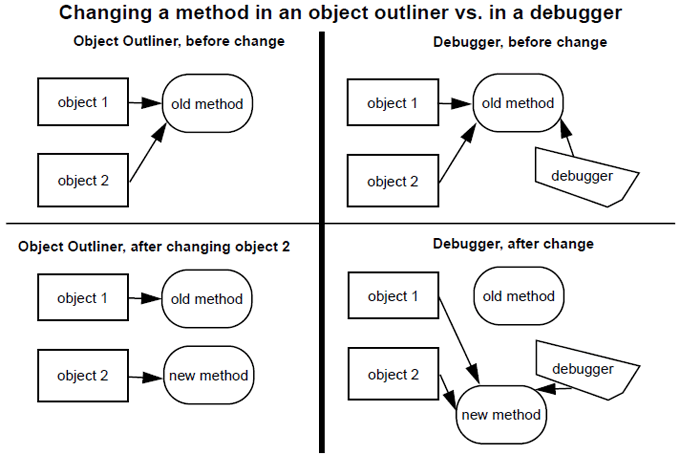 Changing a method in an object outliner vs. in a debugger
Object Outliner, before change
object 1
old method
object 2
Debugger, before change
object 1
old method
object 2
debugger
Object Outliner, after changing object 2
object 1
old method
object 2
new method
Debugger, after change
object 1
old method
object 2
debugger
new method